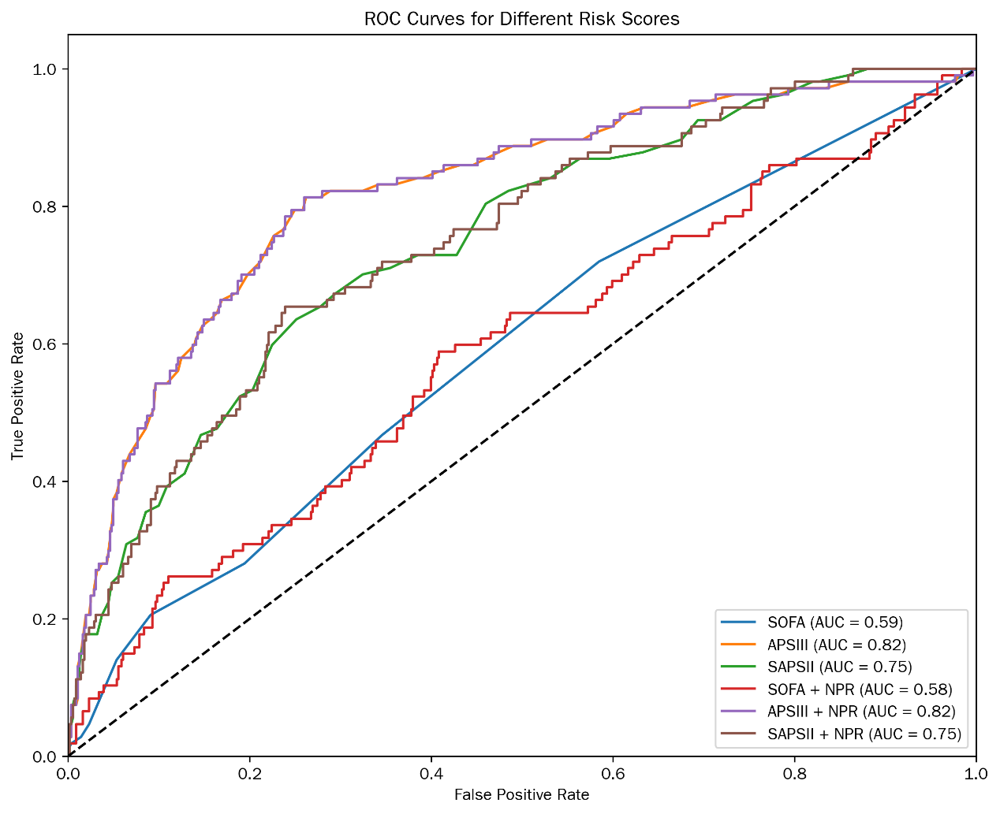 ROC Curves for Different Risk Scores
True Positive Rate
1.0
0.8
0.6
0.4
0.2
0.0
SOFA (AUC = 0.59)
APSIII (AUC = 0.82)
SAPSII (AUC = 0.75)
SOFA + NPR (AUC = 0.58)
APSIII + NPR (AUC = 0.82)
SAPSII + NPR (AUC = 0.75)
0.0 0.2 0.4 0.6 0.8 1.0
False Positive Rate